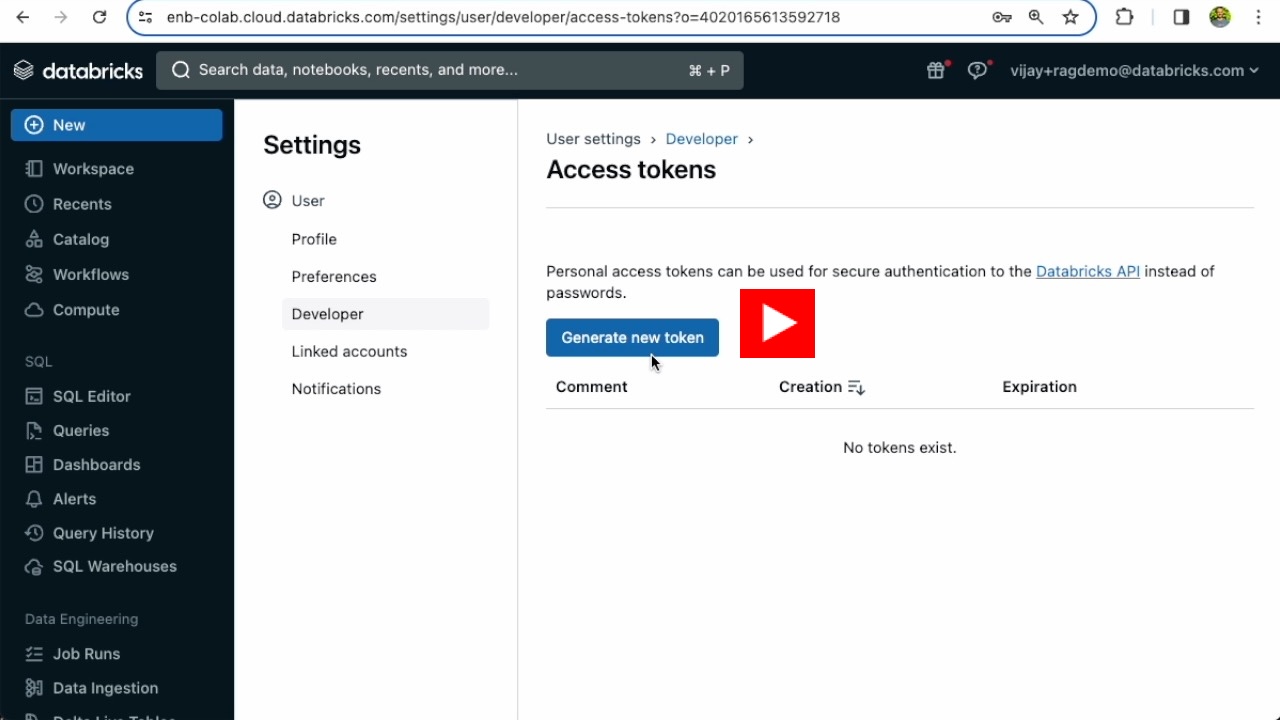 enb-colab.cloud.databricks.com/settings/user/developer/access-tokens?o=4020165613592718
databricks
Search data, notebooks, recents, and more...
⌘ + P
vijay+ragdemo@databricks.com
New
Workspace
Recents
Catalog
Workflows
Compute
SQL
SQL Editor
Queries
Dashboards
Alerts
Query History
SQL Warehouses
Data Engineering
Job Runs
Data Ingestion
Delta Live Tables
Settings
User
Profile
Preferences
Developer
Linked accounts
Notifications
User settings › Developer ›
Access tokens
Personal access tokens can be used for secure authentication to the Databricks API instead of
passwords.
Generate new token
Comment Creation Expiration
No tokens exist.